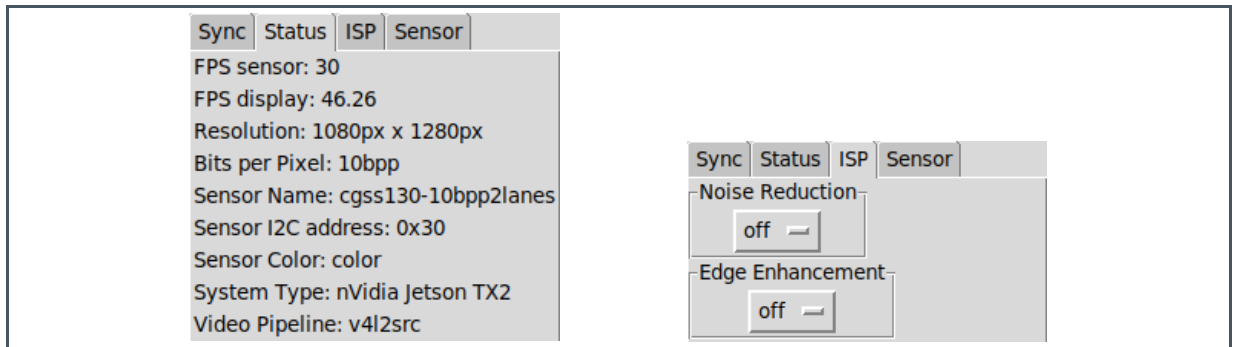 Sync Status ISP Sensor
FPS sensor: 30
FPS display: 46.26
Resolution: 1080px x 1280px
Bits per Pixel: 10bpp
Sensor Name: cgss130-10bpp2lanes
Sensor I2C address: 0x30
Sensor Color: color
System Type: nVidia Jetson TX2
Video Pipeline: v4l2src
Sync Status ISP Sensor
Noise Reduction
off
Edge Enhancement
off